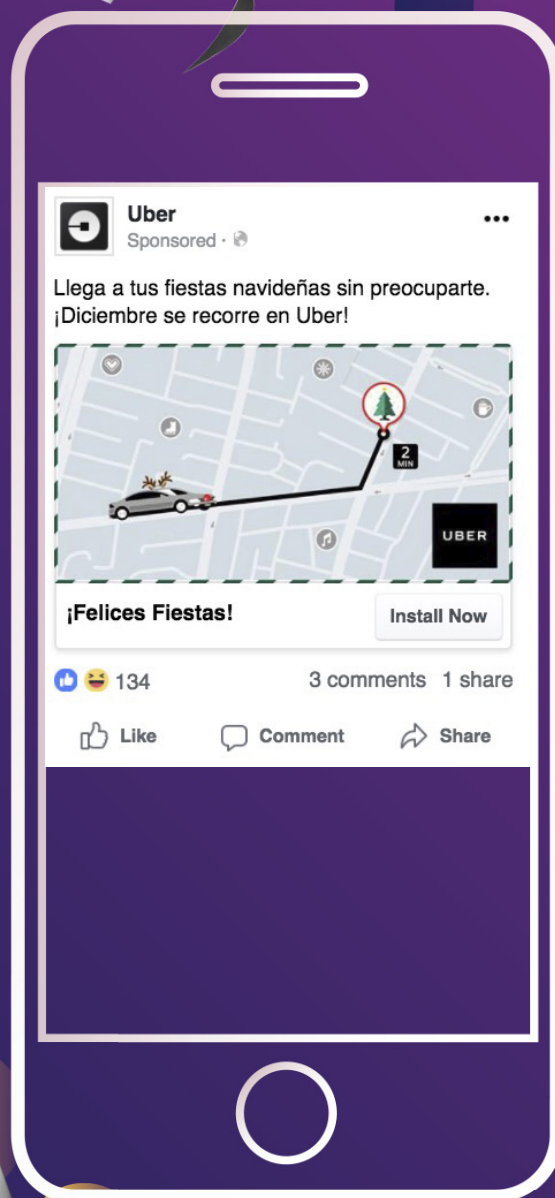 Uber
Sponsored ·
Llega a tus fiestas navideñas sin preocuparte.
¡Diciembre se recorre en Uber!
2
MIN
UBER
¡Felices Fiestas!
Install Now
134
3 comments 1 share
Like Comment Share